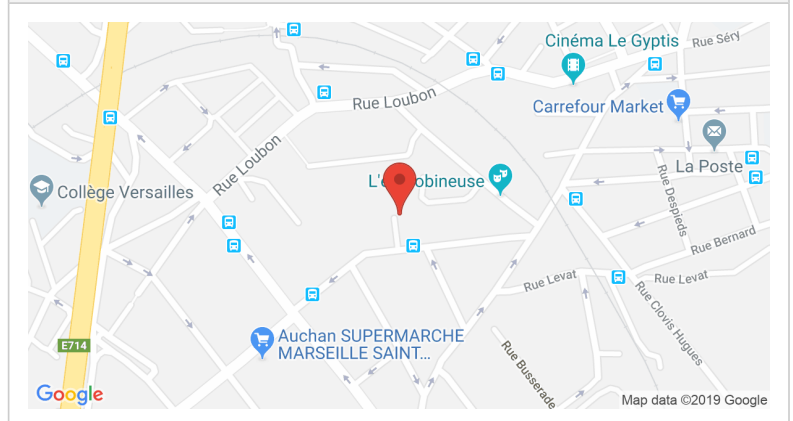 Cinéma Le Gyptis
Rue Séry
Rue Loubon
Carrefour Market
Rue Loubon
La Poste
Collège Versailles
L'e obineuse
Rue Despieds
Rue Bernard
Rue Levat
Rue Levat
Rue Clovis Hugues
E714
Auchan SUPERMARCHE
MARSEILLE SAINT...
Rue Busserade
Google
Map data ©2019 Google